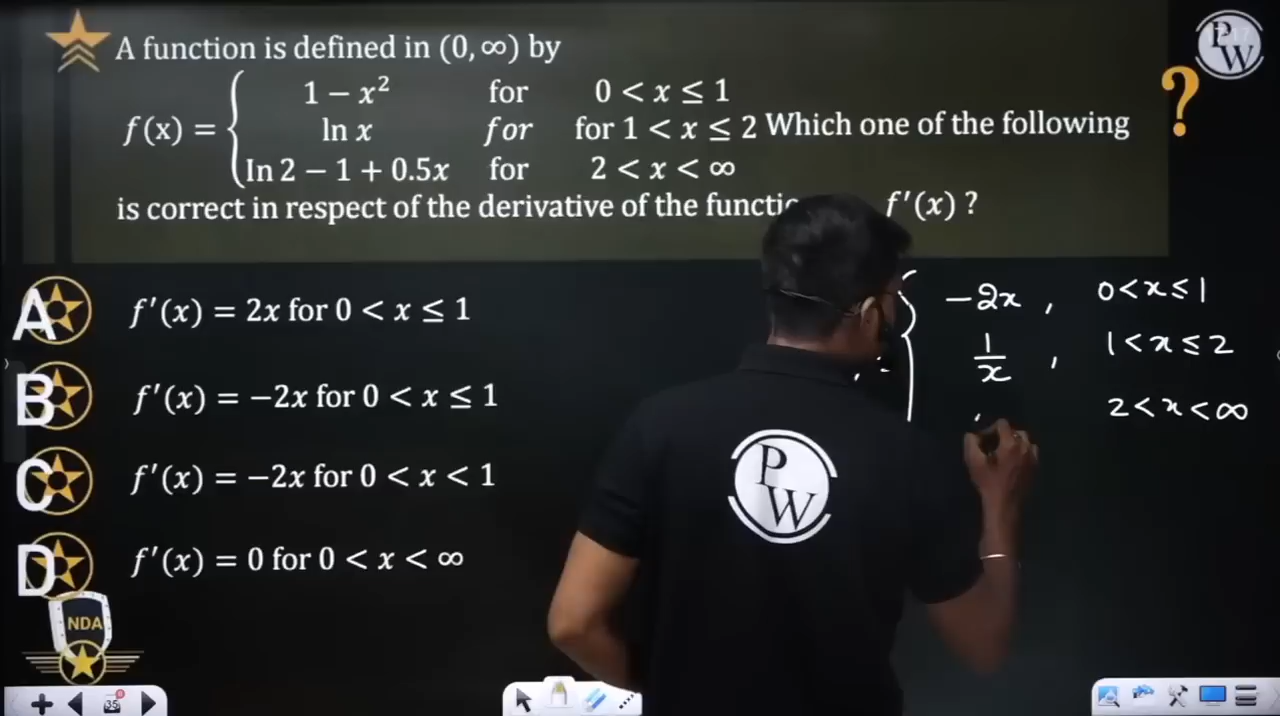 A function is defined in (0, ∞) by
f(x) = { 1 − x² for 0 < x ≤ 1
ln x for for 1 < x ≤ 2 Which one of the following
In 2 − 1 + 0.5x for 2 < x < ∞
is correct in respect of the derivative of the f′(x) ?
A f′(x) = 2x for 0 < x ≤ 1
B f′(x) = −2x for 0 < x ≤ 1
C f′(x) = −2x for 0 < x < 1
D f′(x) = 0 for 0 < x < ∞
−2x , 0<x≤1
1/x , 1<x≤2
2<x<∞
PW
PW
NDA
35